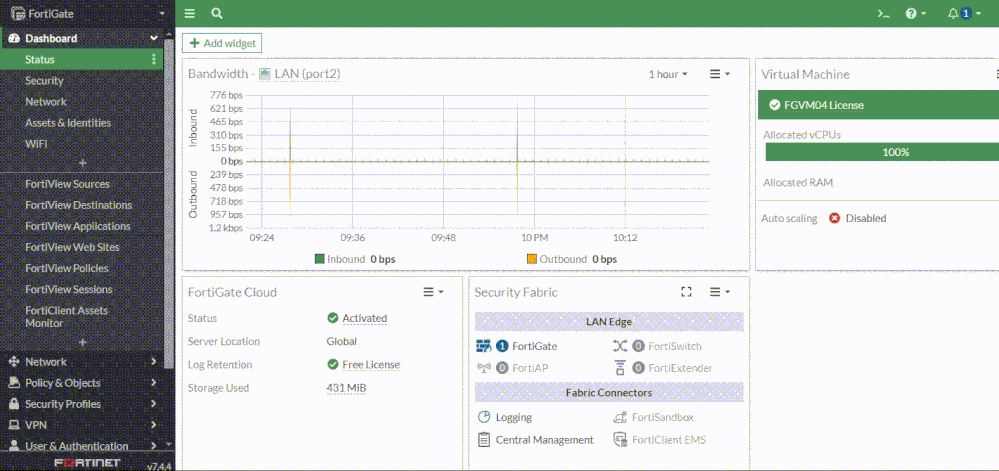 FortiGate
Dashboard
Status
Security
Network
Assets & Identities
WiFi
+
FortiView Sources
FortiView Destinations
FortiView Applications
FortiView Web Sites
FortiView Policies
FortiView Sessions
FortiClient Assets
Monitor
+
Network
Policy & Objects
Security Profiles
VPN
User & Authentication
FORTINET v7.4.4
>_ ? 1
+ Add widget
Bandwidth - LAN (port2) 1 hour
Inbound
776 bps
621 bps
465 bps
310 bps
155 bps
0 bps
Outbound
239 bps
478 bps
718 bps
957 bps
1.2 kbps
09:24 09:36 09:48 10 PM 10:12
Inbound 0 bps Outbound 0 bps
Virtual Machine
FGVM04 License
Allocated vCPUs
100%
Allocated RAM
Auto scaling Disabled
FortiGate Cloud
Status Activated
Server Location Global
Log Retention Free License
Storage Used 431 MiB
Security Fabric
LAN Edge
1 FortiGate 0 FortiSwitch
0 FortiAP 0 FortiExtender
Fabric Connectors
Logging FortiSandbox
Central Management FortiClient EMS